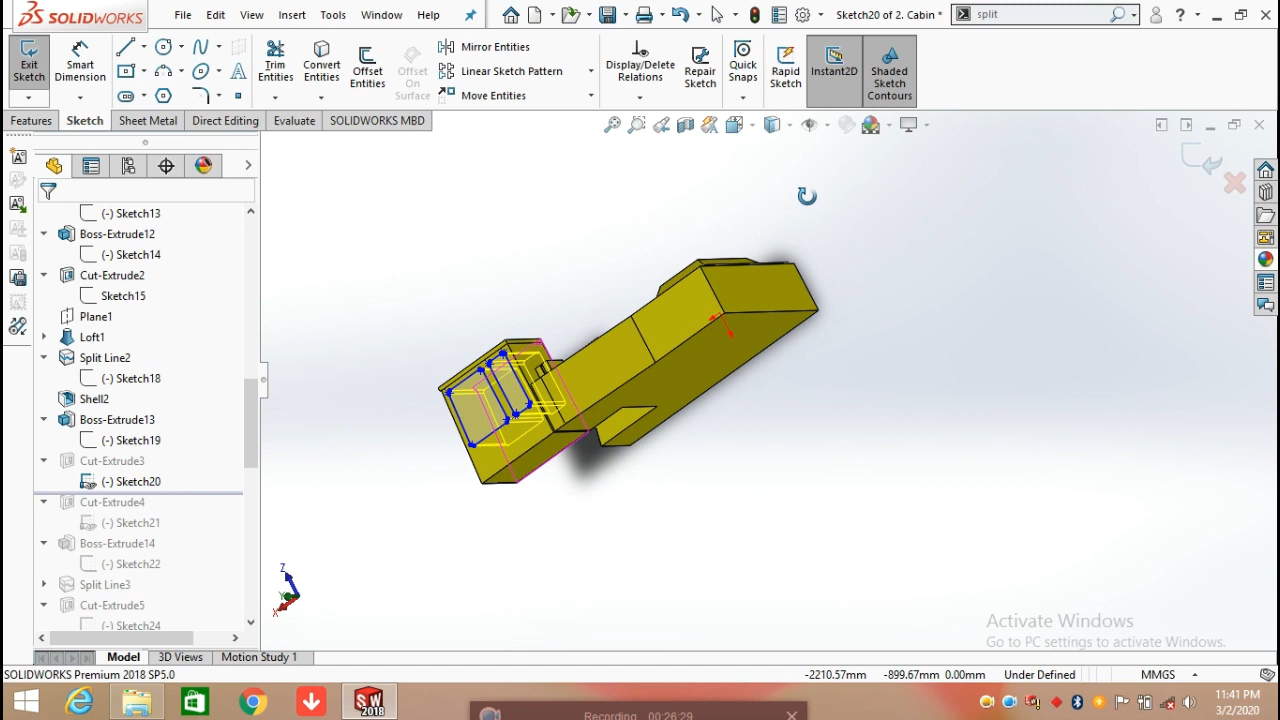 SOLIDWORKS File Edit View Insert Tools Window Help Sketch20 of 2. Cabin * split ?
Exit Sketch
Smart Dimension
Trim Entities
Convert Entities
Offset Entities
Offset On Surface
Mirror Entities
Linear Sketch Pattern
Move Entities
Display/Delete Relations
Repair Sketch
Quick Snaps
Rapid Sketch
Instant2D
Shaded Sketch Contours
Features Sketch Sheet Metal Direct Editing Evaluate SOLIDWORKS MBD
(-) Sketch13
Boss-Extrude12
(-) Sketch14
Cut-Extrude2
Sketch15
Plane1
Loft1
Split Line2
(-) Sketch18
Shell2
Boss-Extrude13
(-) Sketch19
Cut-Extrude3
(-) Sketch20
Cut-Extrude4
(-) Sketch21
Boss-Extrude14
(-) Sketch22
Split Line3
Cut-Extrude5
(-) Sketch24
Z
Y
X
Activate Windows
Go to PC settings to activate Windows.
Model 3D Views Motion Study 1
SOLIDWORKS Premium 2018 SP5.0 -2210.57mm -899.67mm 0.00mm Under Defined MMGS
SW 2018
Recording 00:26:29
11:41 PM
3/2/2020